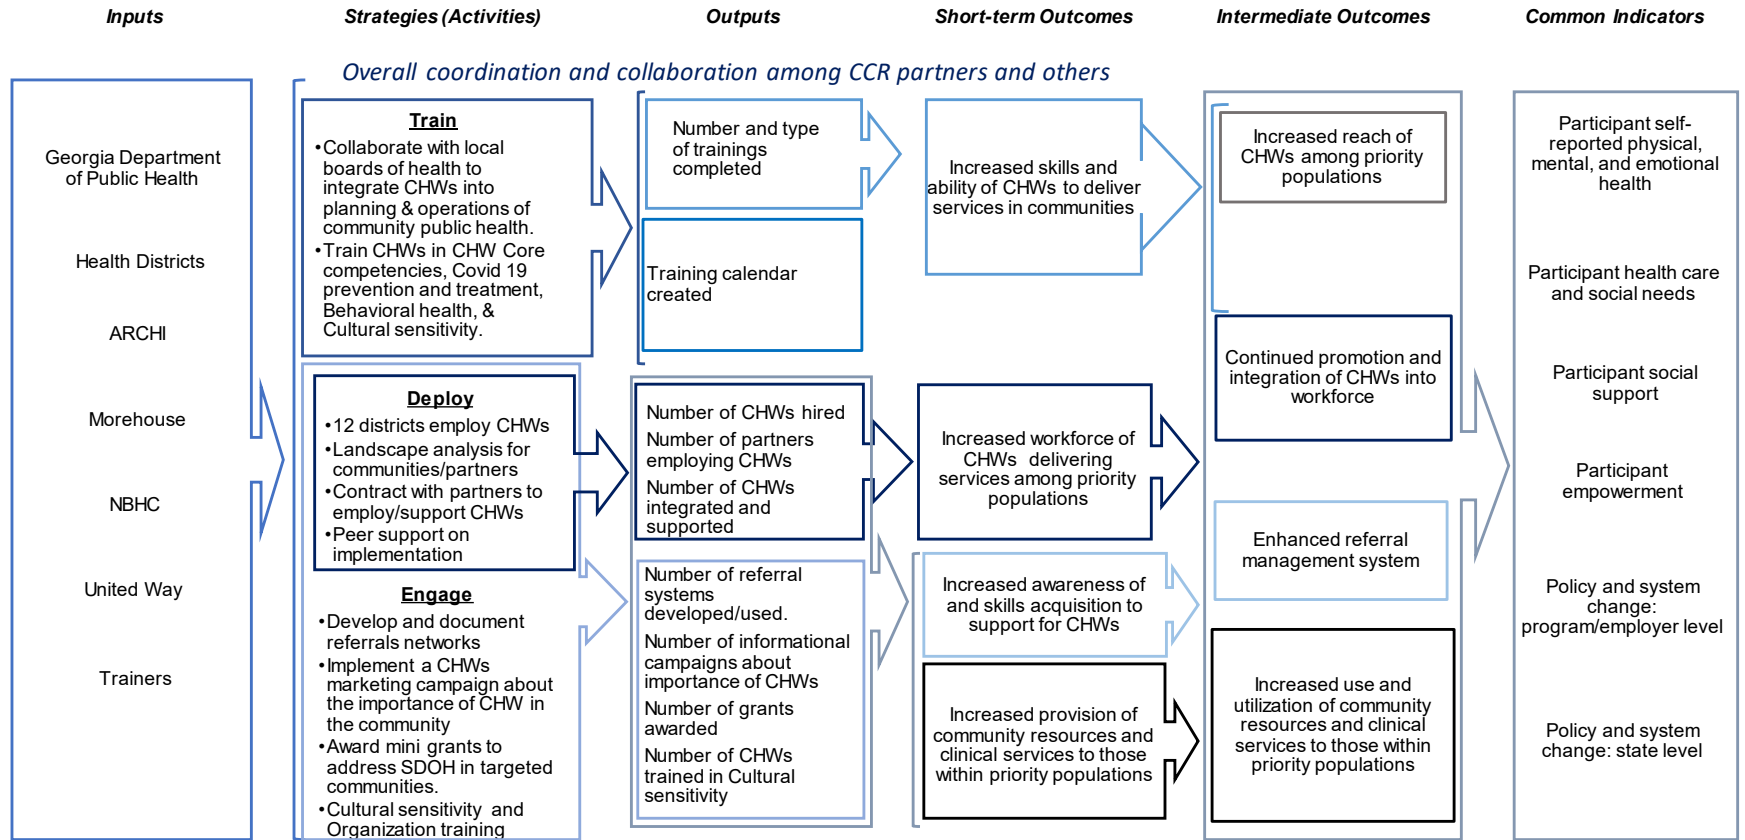 Inputs
Strategies (Activities)
Outputs
Short-term Outcomes
Intermediate Outcomes
Common Indicators
Overall coordination and collaboration among CCR partners and others
Georgia Department
of Public Health
Health Districts
ARCHI
Morehouse
NBHC
United Way
Trainers
Train
•Collaborate with local
boards of health to
integrate CHWs into
planning & operations of
community public health.
•Train CHWs in CHW Core
competencies, Covid 19
prevention and treatment,
Behavioral health, &
Cultural sensitivity.
Deploy
•12 districts employ CHWs
•Landscape analysis for
communities/partners
•Contract with partners to
employ/support CHWs
•Peer support on
implementation
Engage
•Develop and document
referrals networks
•Implement a CHWs
marketing campaign about
the importance of CHW in
the community
•Award mini grants to
address SDOH in targeted
communities.
•Cultural sensitivity and
Organization training
Number and type
of trainings
completed
Training calendar
created
Number of CHWs hired
Number of partners
employing CHWs
Number of CHWs
integrated and
supported
Number of referral
systems
developed/used.
Number of informational
campaigns about
importance of CHWs
Number of grants
awarded
Number of CHWs
trained in Cultural
sensitivity
Increased skills and
ability of CHWs to deliver
services in communities
Increased workforce of
CHWs delivering
services among priority
populations
Increased awareness of
and skills acquisition to
support for CHWs
Increased provision of
community resources and
clinical services to those
within priority populations
Increased reach of
CHWs among priority
populations
Continued promotion and
integration of CHWs into
workforce
Enhanced referral
management system
Increased use and
utilization of community
resources and clinical
services to those within
priority populations
Participant self-
reported physical,
mental, and emotional
health
Participant health care
and social needs
Participant social
support
Participant
empowerment
Policy and system
change:
program/employer level
Policy and system
change: state level